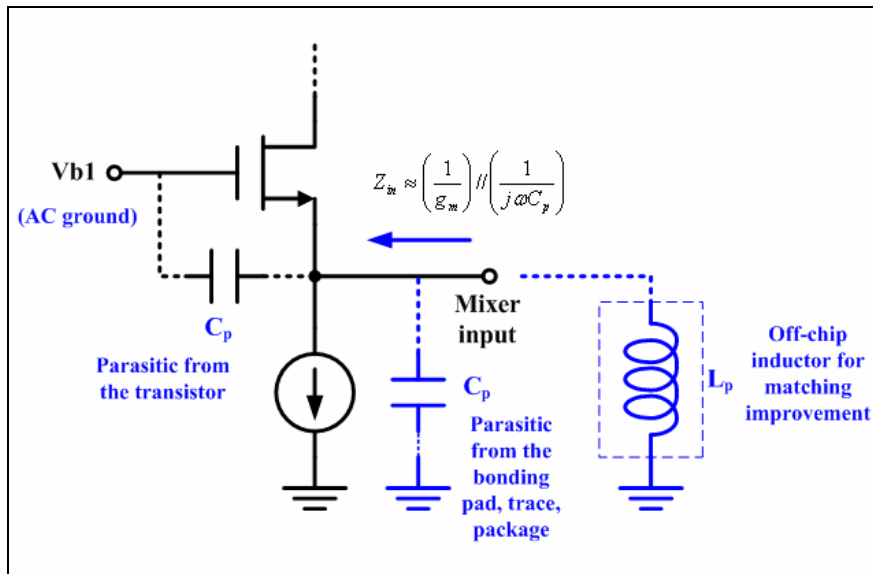 Vb1
(AC ground)
Z_in ≈ (1/g_m) // (1/jωC_p)
C_p
Parasitic from
the transistor
Mixer
input
C_p
Parasitic
from the
bonding
pad, trace,
package
L_p
Off-chip
inductor for
matching
improvement